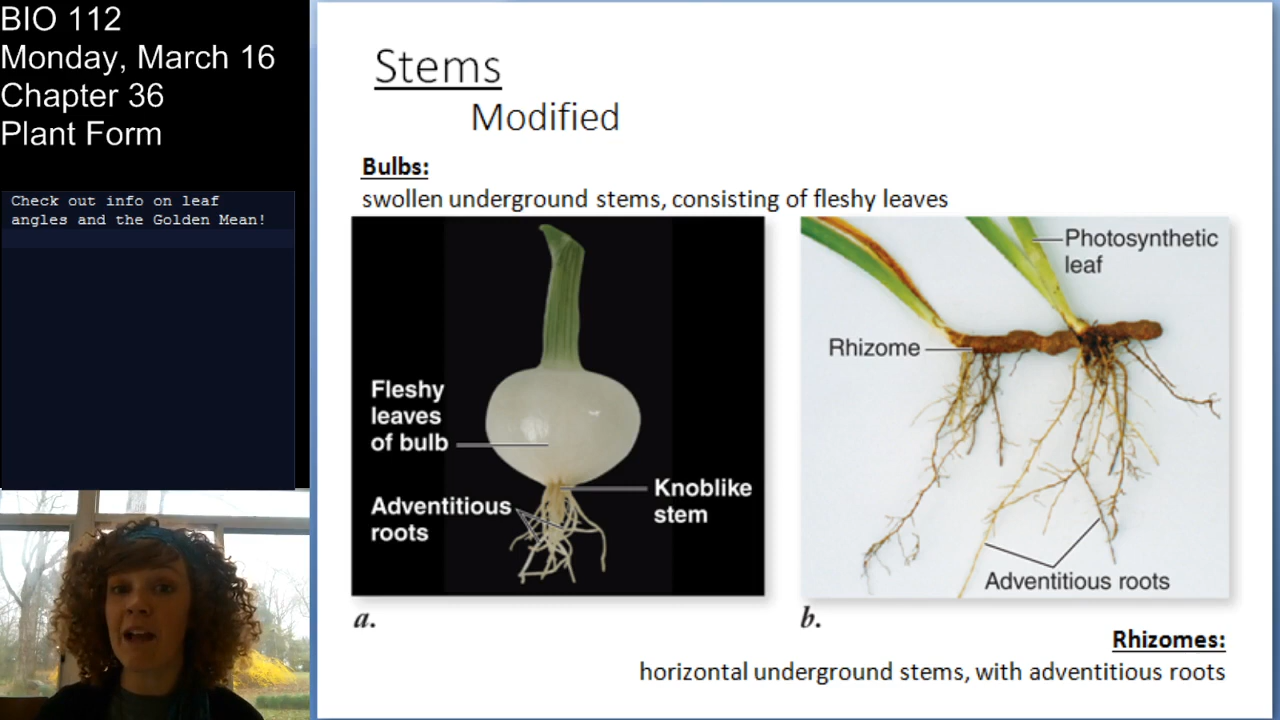 BIO 112
Monday, March 16
Chapter 36
Plant Form
Check out info on leaf
angles and the Golden Mean!
Stems
Modified
Bulbs:
swollen underground stems, consisting of fleshy leaves
Fleshy
leaves
of bulb
Adventitious
roots
Knoblike
stem
a.
Photosynthetic
leaf
Rhizome
Adventitious roots
b.
Rhizomes:
horizontal underground stems, with adventitious roots